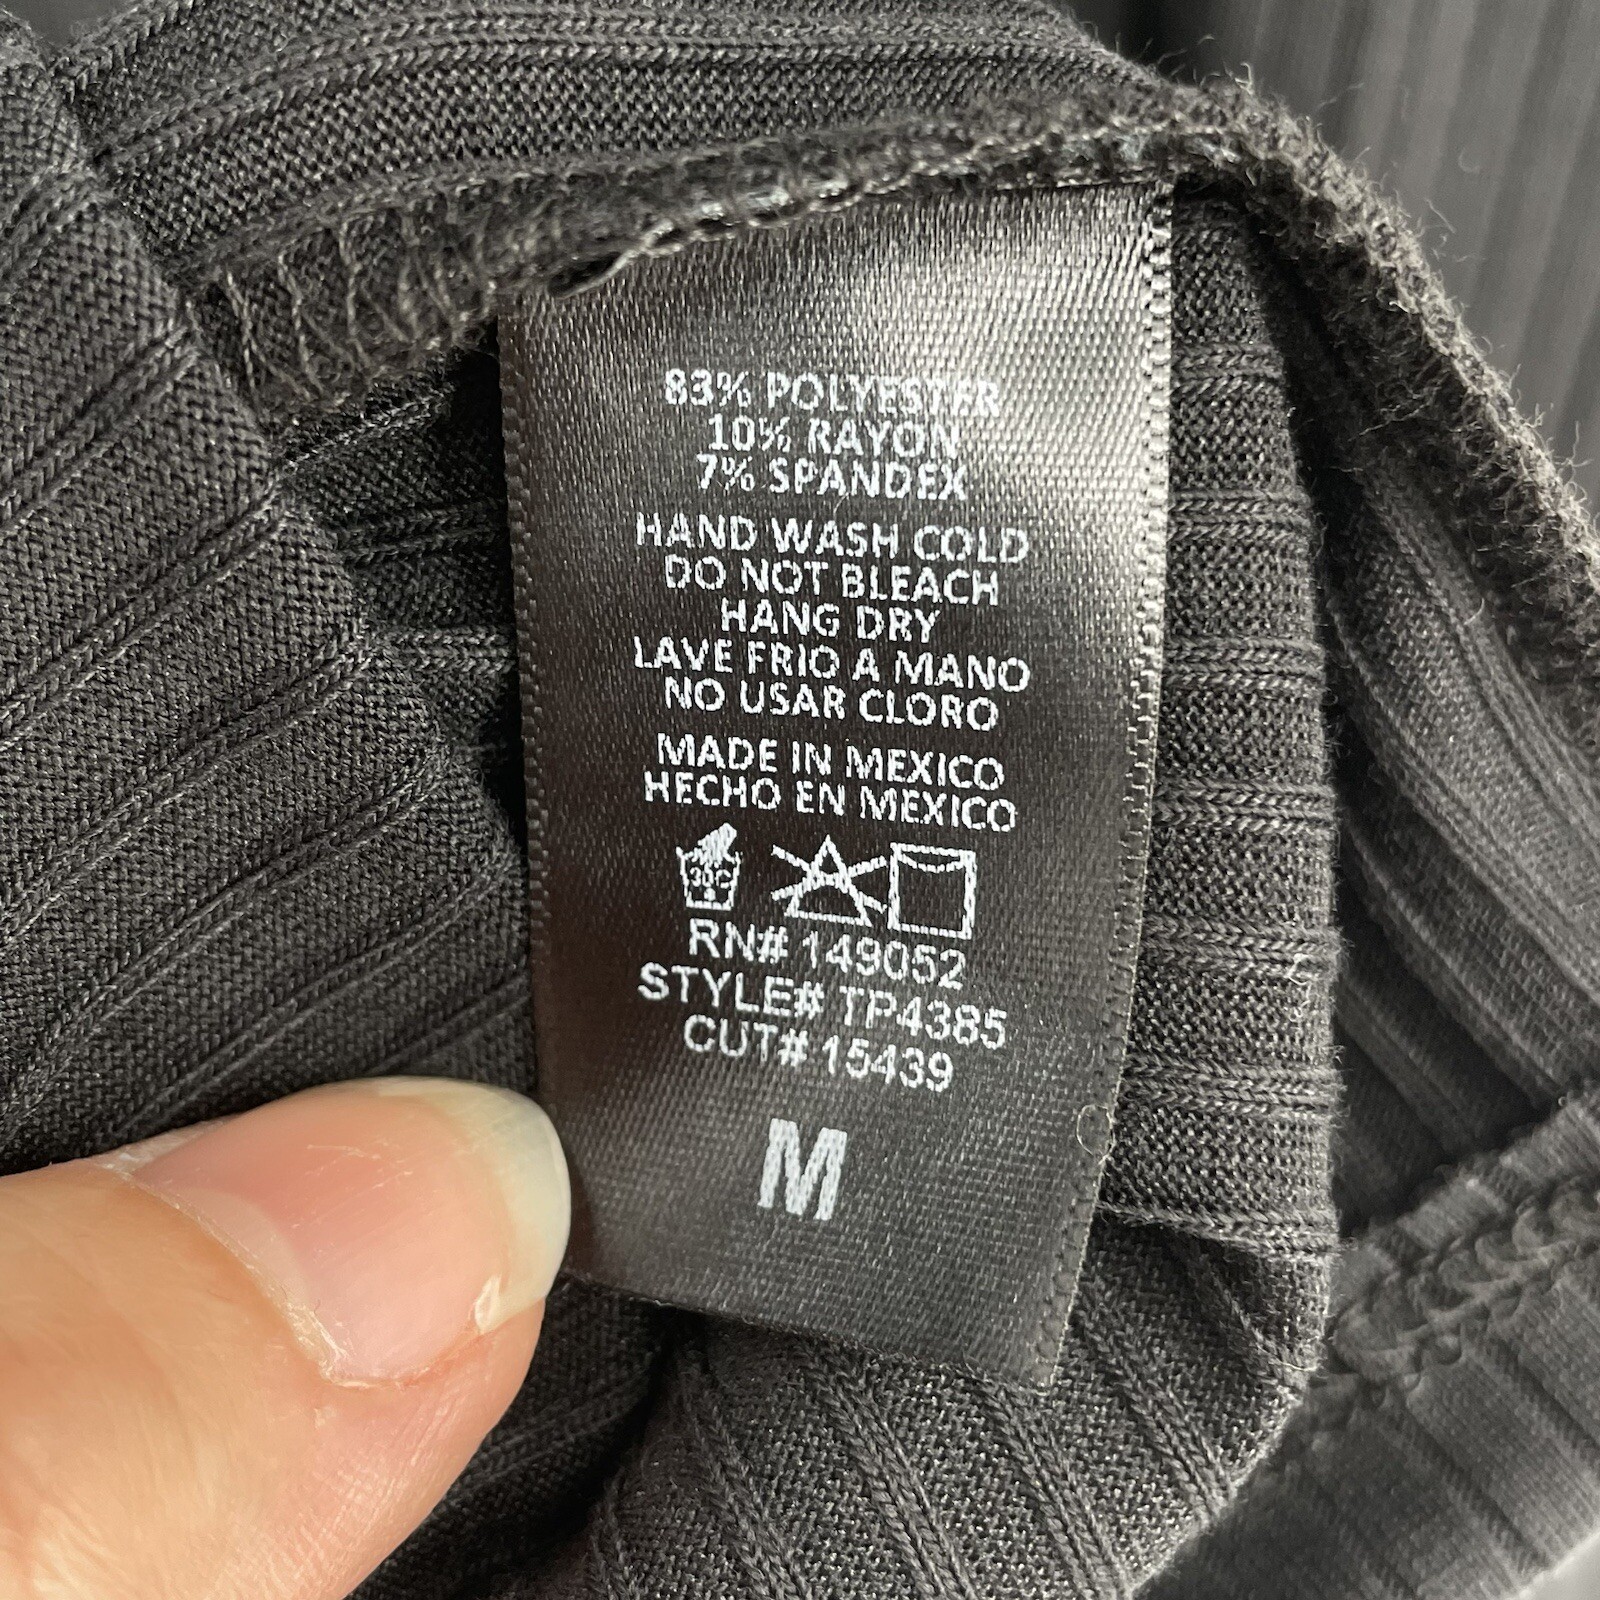 83% POLYESTER
10% RAYON
7% SPANDEX
HAND WASH COLD
DO NOT BLEACH
HANG DRY
LAVE FRIO A MANO
NO USAR CLORO
MADE IN MEXICO
HECHO EN MEXICO
30C
RN# 149052
STYLE# TP4385
CUT# 15439
M